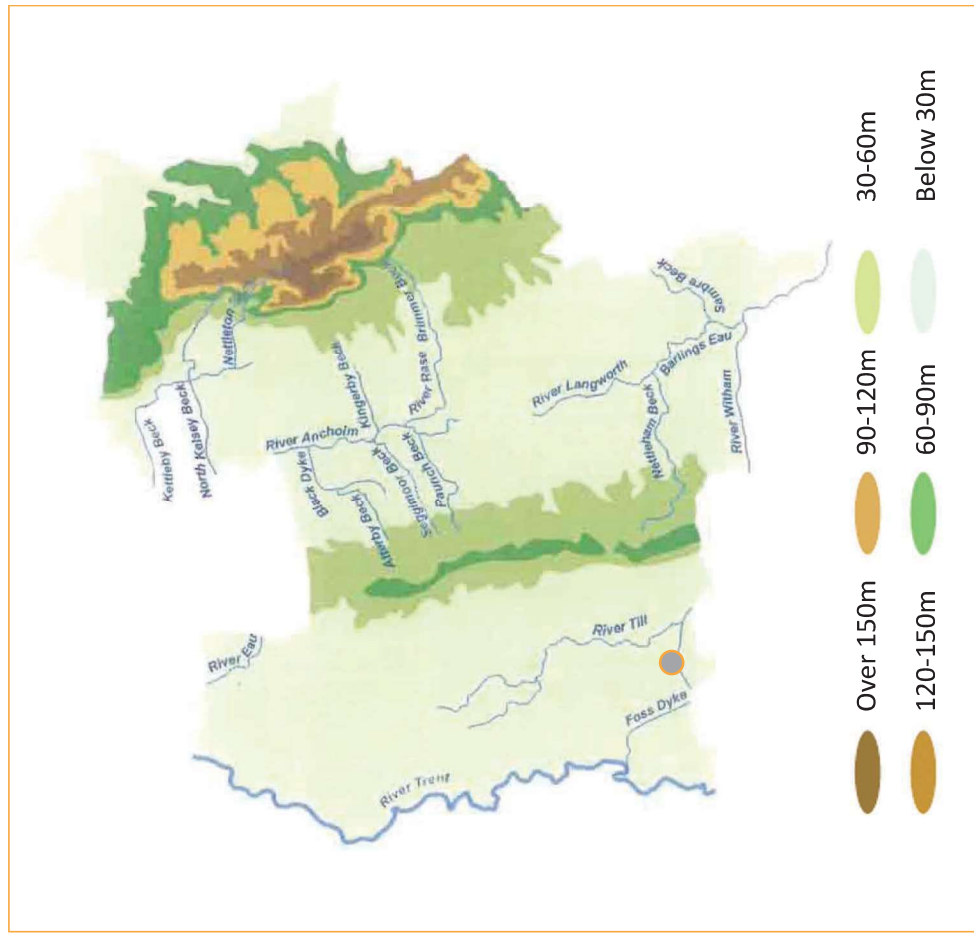 Kettleby Beck
North Kelsey Beck
Nettleton
Kingerby Beck
River Rase
Brimmer Beck
River Ancholm
Black Dyke
Atterby Beck
Seggimoor Beck
Paunch Beck
Sambre Beck
River Langworth
Barlings Eau
Nettleham Beck
River Witham
River Eau
River Till
Foss Dyke
River Trent
Over 150m
90-120m
30-60m
120-150m
60-90m
Below 30m